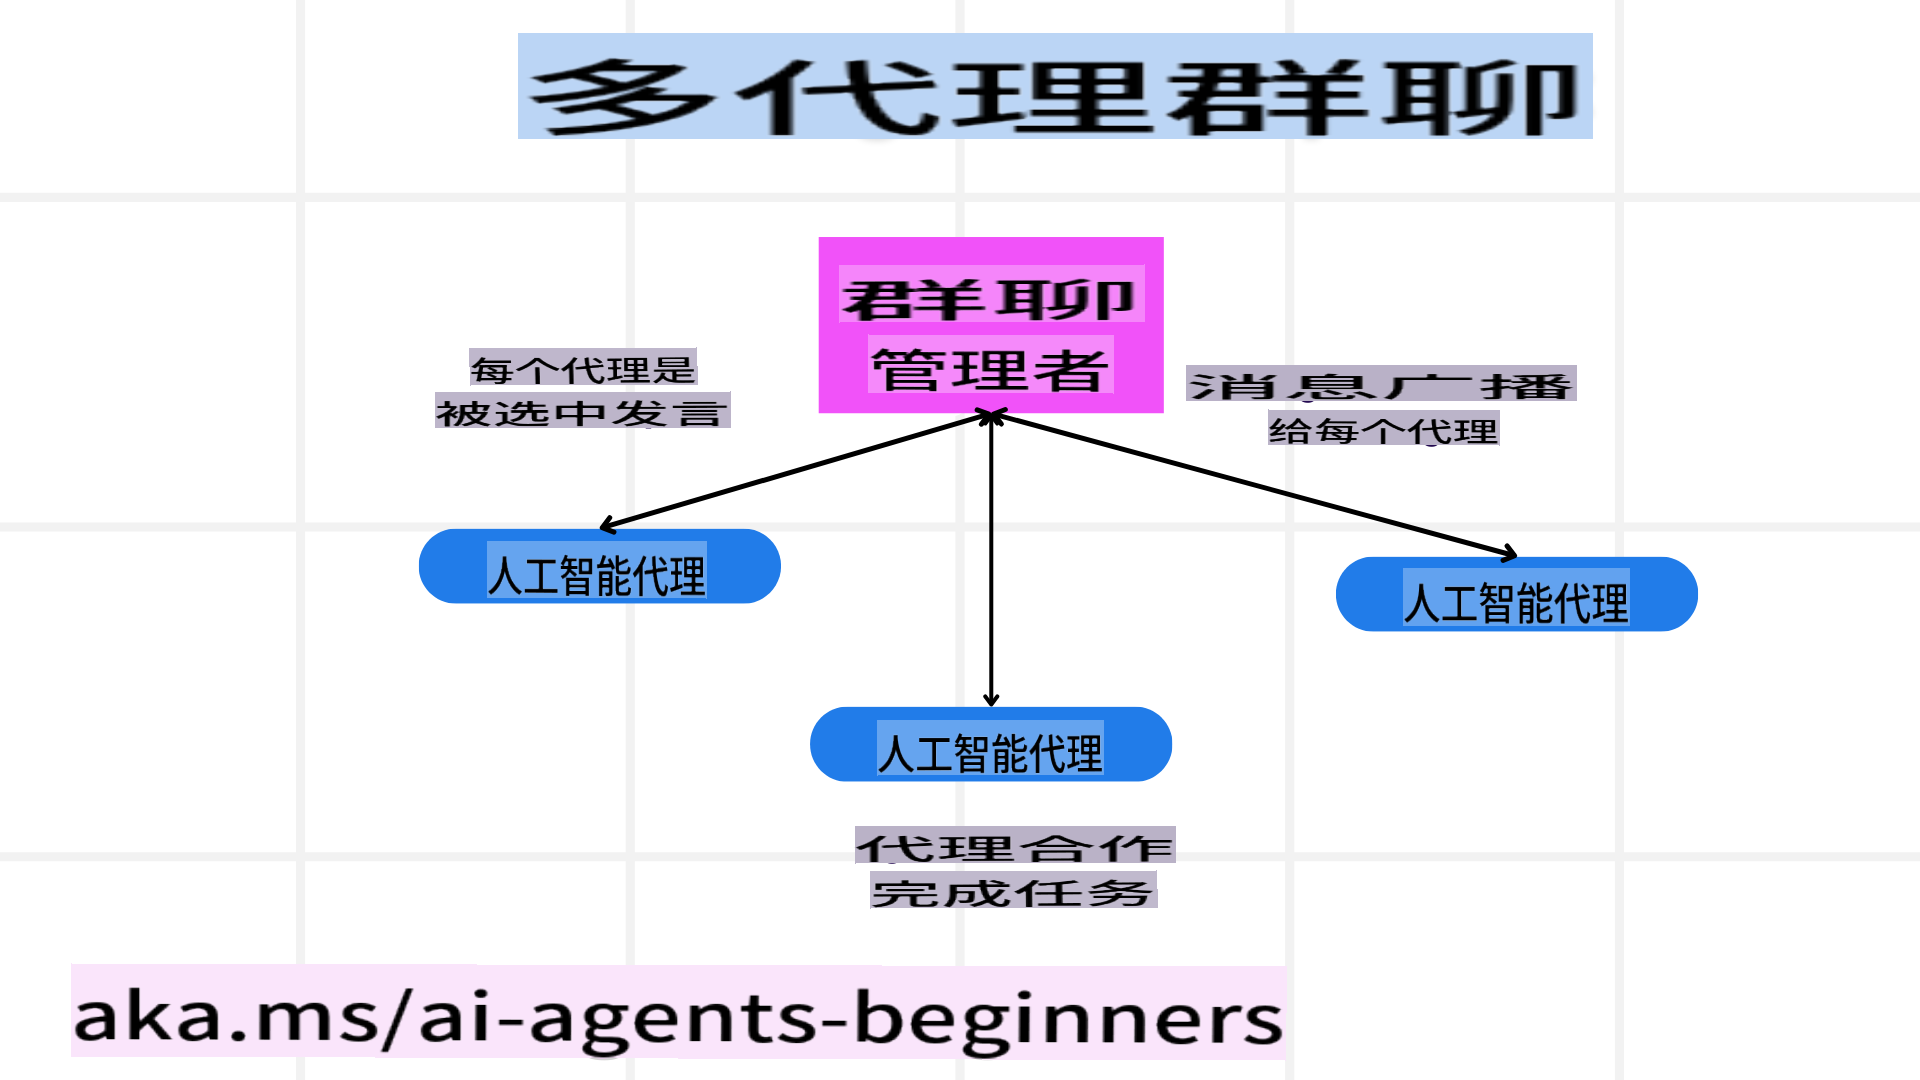 多代理群聊
群聊
管理者
每个代理是
被选中发言
消息广播
给每个代理
人工智能代理
人工智能代理
人工智能代理
代理合作
完成任务
aka.ms/ai-agents-beginners